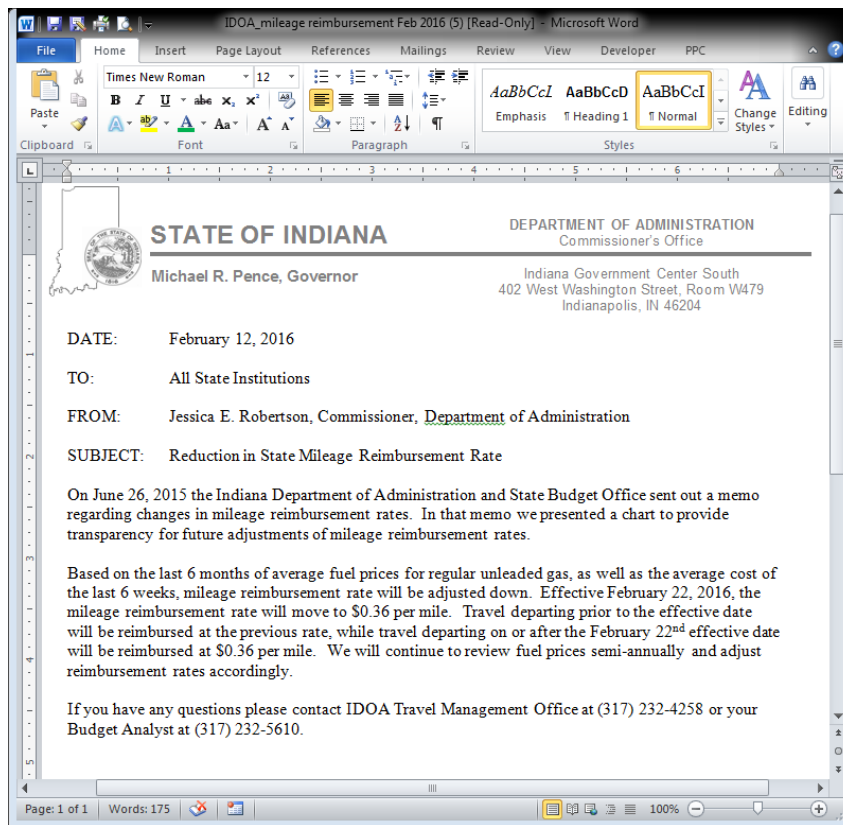 IDOA_mileage reimbursement Feb 2016 (5) [Read-Only] - Microsoft Word
File Home Insert Page Layout References Mailings Review View Developer PPC
Paste
Clipboard
Times New Roman 12
B I U abc X₂ X² Aa A A
Font
Paragraph
AaBbCcI AaBbCcD AaBbCcI
Emphasis ¶ Heading 1 ¶ Normal
Styles
Change Styles
Editing
1 2 3 4 5 6
STATE OF INDIANA
Michael R. Pence, Governor
DEPARTMENT OF ADMINISTRATION
Commissioner's Office
Indiana Government Center South
402 West Washington Street, Room W479
Indianapolis, IN 46204
DATE: February 12, 2016
TO: All State Institutions
FROM: Jessica E. Robertson, Commissioner, Department of Administration
SUBJECT: Reduction in State Mileage Reimbursement Rate
On June 26, 2015 the Indiana Department of Administration and State Budget Office sent out a memo
regarding changes in mileage reimbursement rates. In that memo we presented a chart to provide
transparency for future adjustments of mileage reimbursement rates.
Based on the last 6 months of average fuel prices for regular unleaded gas, as well as the average cost of
the last 6 weeks, mileage reimbursement rate will be adjusted down. Effective February 22, 2016, the
mileage reimbursement rate will move to $0.36 per mile. Travel departing prior to the effective date
will be reimbursed at the previous rate, while travel departing on or after the February 22nd effective date
will be reimbursed at $0.36 per mile. We will continue to review fuel prices semi-annually and adjust
reimbursement rates accordingly.
If you have any questions please contact IDOA Travel Management Office at (317) 232-4258 or your
Budget Analyst at (317) 232-5610.
Page: 1 of 1 Words: 175 100%